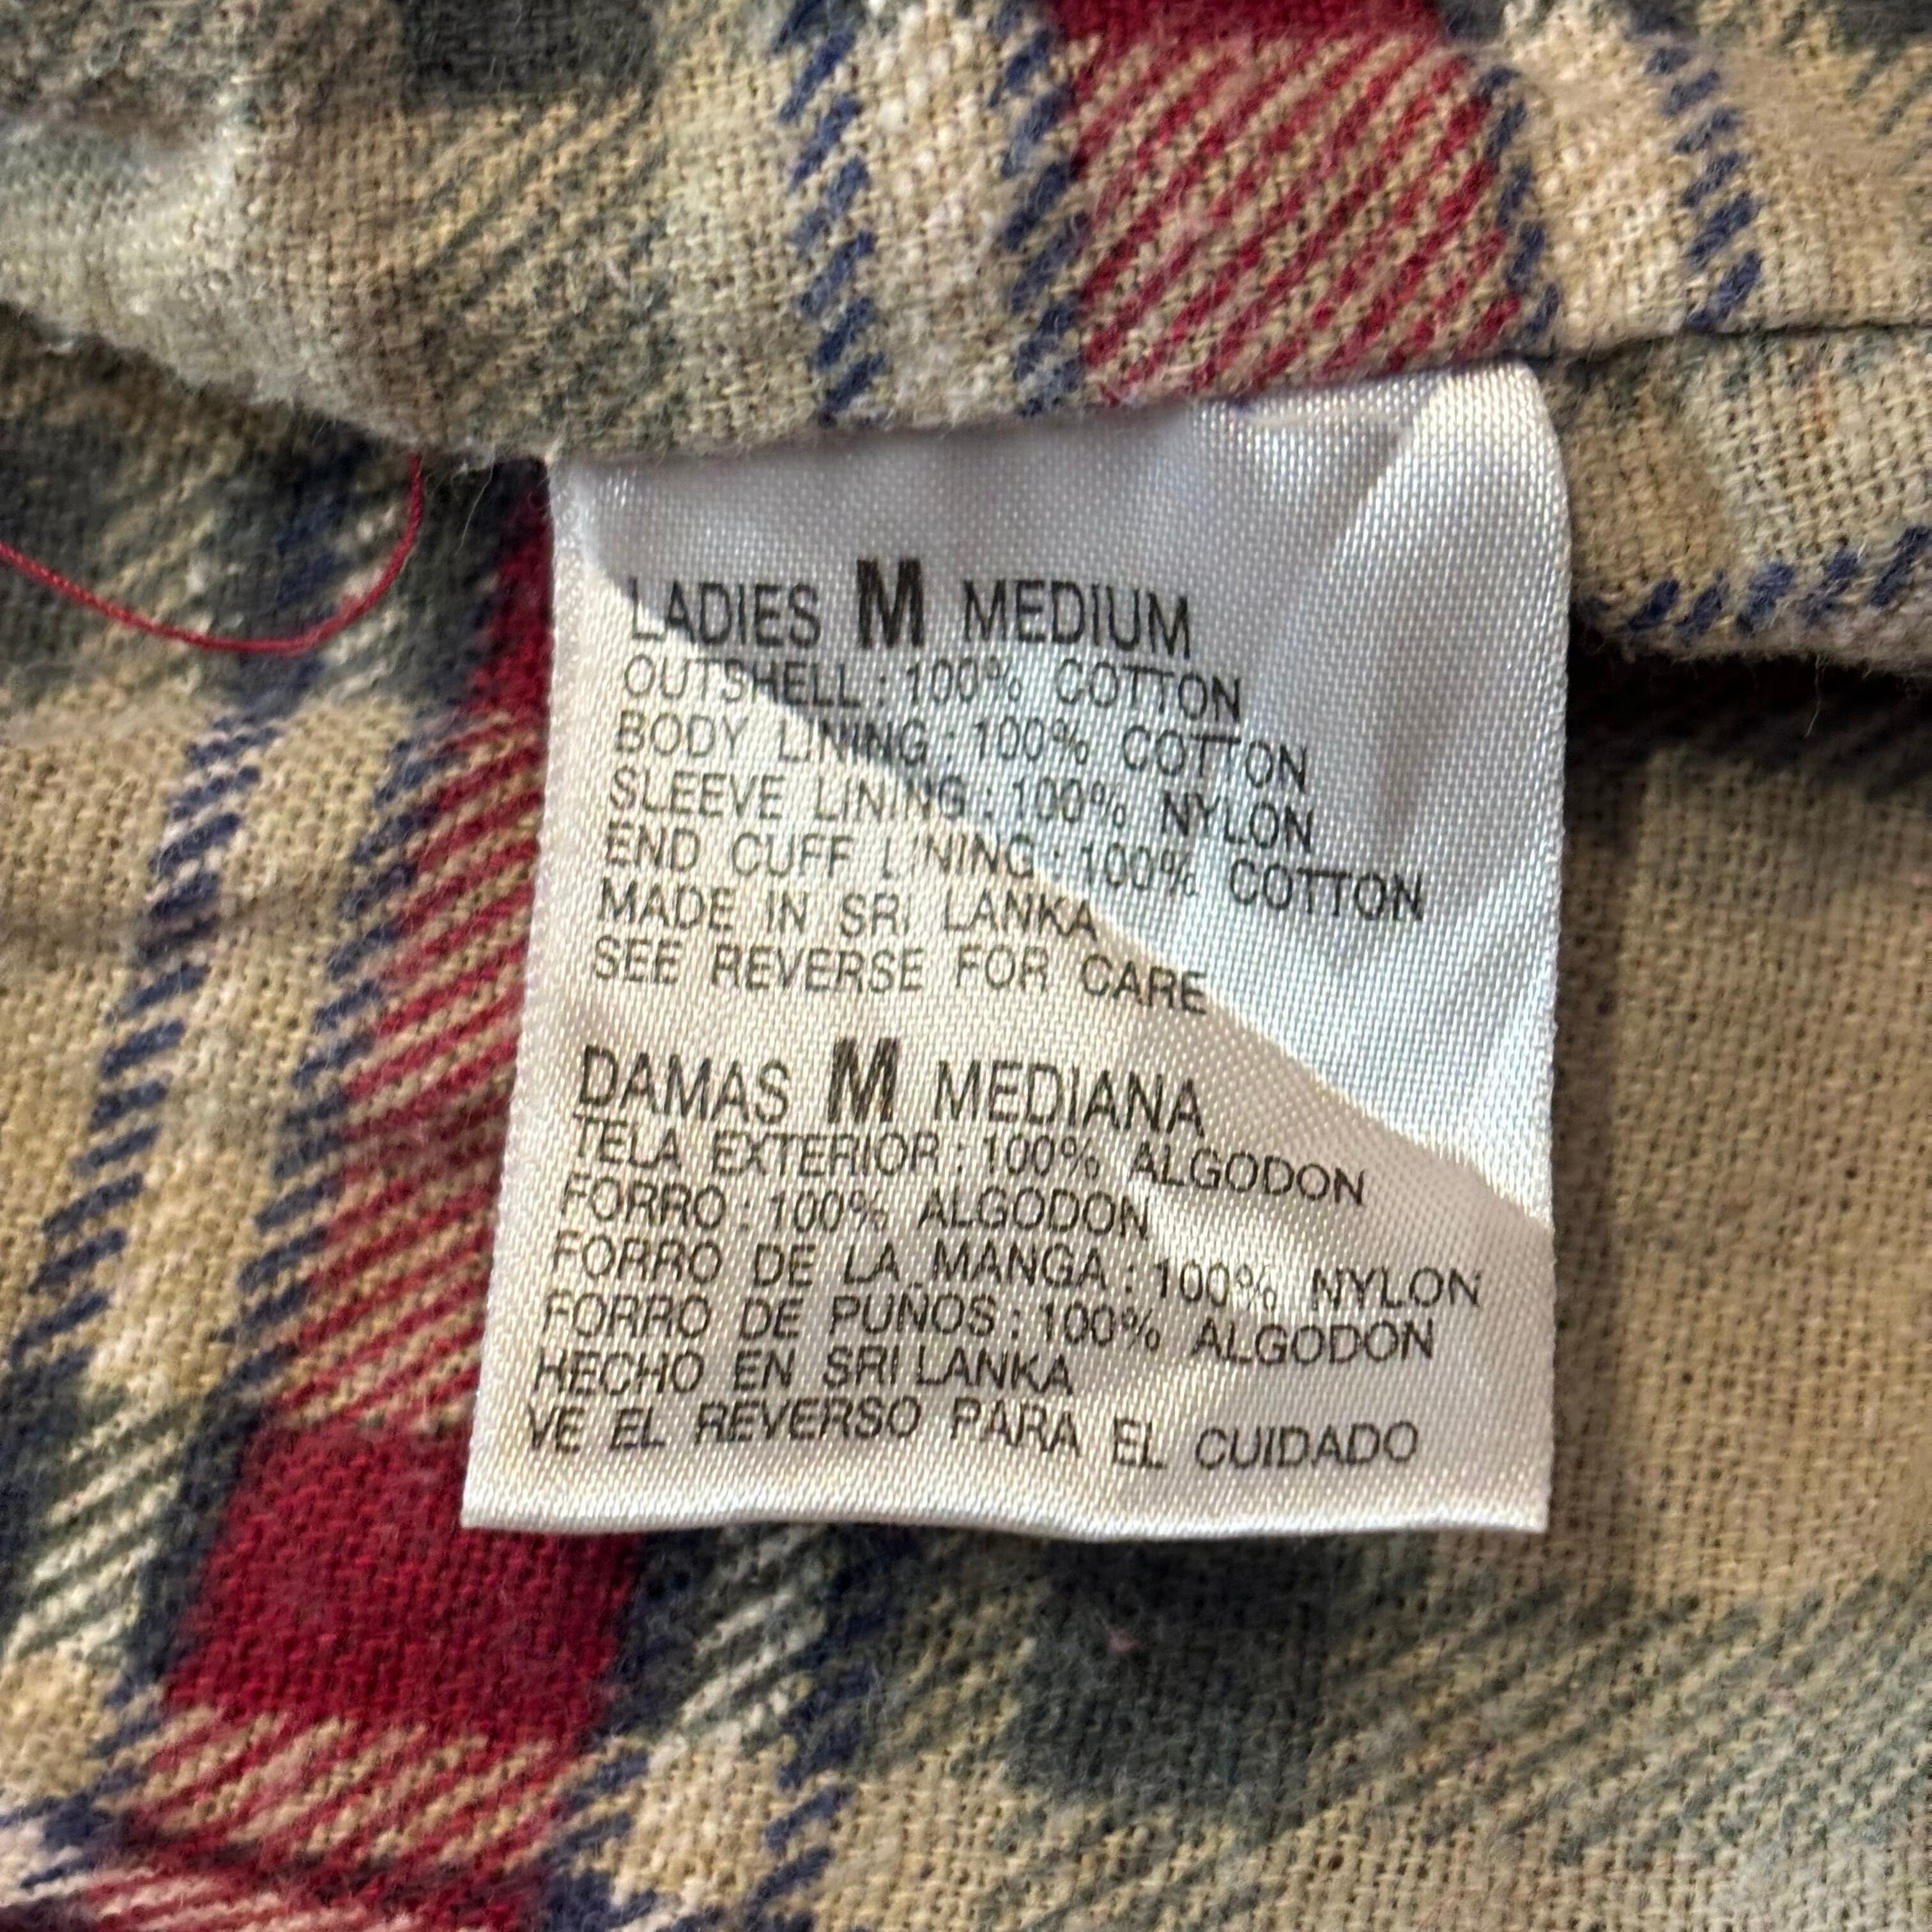 LADIES M MEDIUM
OUTSHELL : 100% COTTON
BODY LINING : 100% COTTON
SLEEVE LINING : 100% NYLON
END CUFF LINING : 100% COTTON
MADE IN SRI LANKA
SEE REVERSE FOR CARE
DAMAS M MEDIANA
TELA EXTERIOR : 100% ALGODON
FORRO : 100% ALGODON
FORRO DE LA MANGA : 100% NYLON
FORRO DE PUÑOS : 100% ALGODON
HECHO EN SRI LANKA
VE EL REVERSO PARA EL CUIDADO